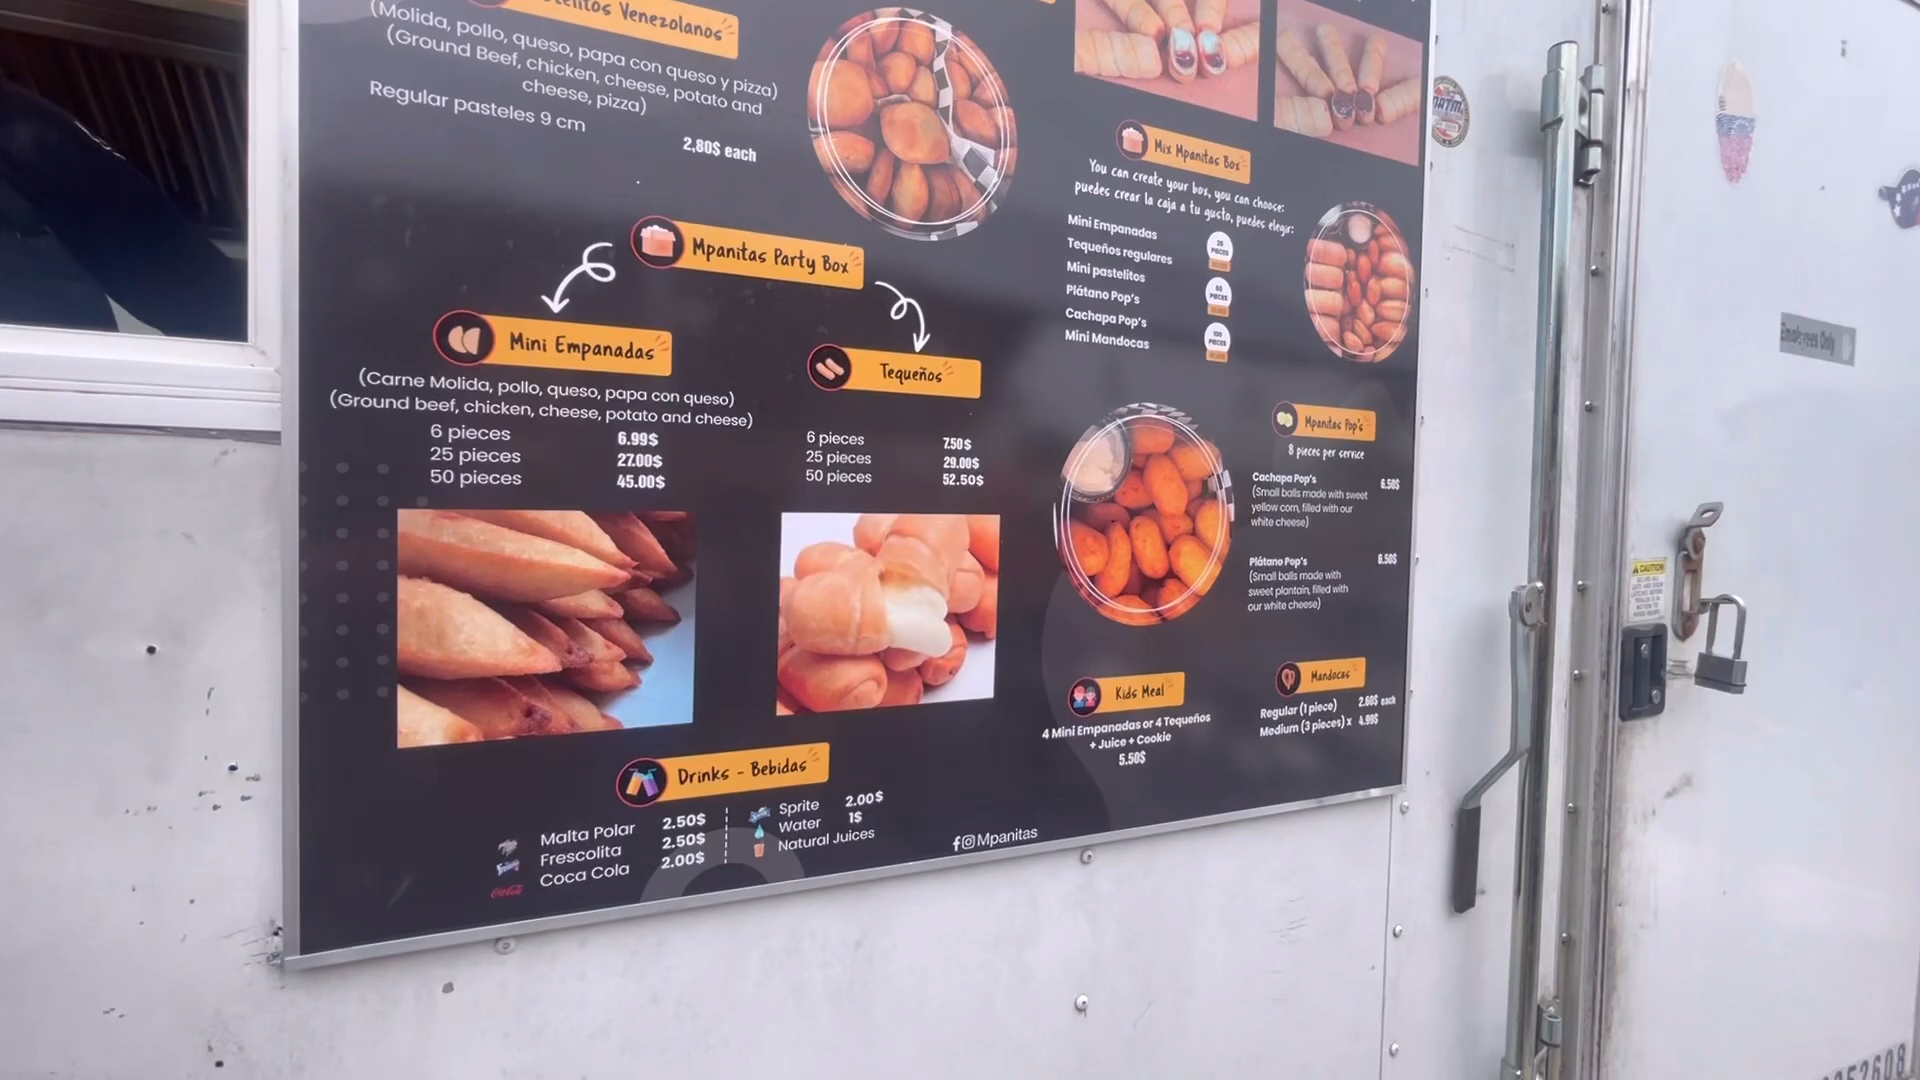 Venezolanos
(Molida, pollo, queso, papa con queso y pizza)
(Ground Beef, chicken, cheese, potato and
cheese, pizza)
Regular pasteles 9 cm
2,80$ each
Mpanitas Party Box
Mini Empanadas
(Carne Molida, pollo, queso, papa con queso)
(Ground beef, chicken, cheese, potato and cheese)
6 pieces 6.99$
25 pieces 27.00$
50 pieces 45.00$
Tequeños
6 pieces 7.50$
25 pieces 29.00$
50 pieces 52.50$
Drinks - Bebidas
Malta Polar 2.50$
Frescolita 2.50$
Coca Cola 2.00$
Sprite 2.00$
Water 1$
Natural Juices
Mpanitas
Mix Mpanitas Box
You can create your box, you can choose:
puedes crear la caja a tu gusto, puedes elegir:
Mini Empanadas
Tequeños regulares
Mini pastelitos
Plátano Pop's
Cachapa Pop's
Mini Mandocas
25 PIECES
50 PIECES
100 PIECES
Mpanitas Pop's
8 pieces per service
Cachapa Pop's 6.50$
(Small balls made with sweet
yellow corn, filled with our
white cheese)
Plátano Pop's 6.50$
(Small balls made with
sweet plantain, filled with
our white cheese)
Kids Meal
4 Mini Empanadas or 4 Tequeños
+ Juice + Cookie
5.50$
Mandocas
Regular (1 piece) 2.60$ each
Medium (3 pieces) x 4.99$
Employees Only
CAUTION